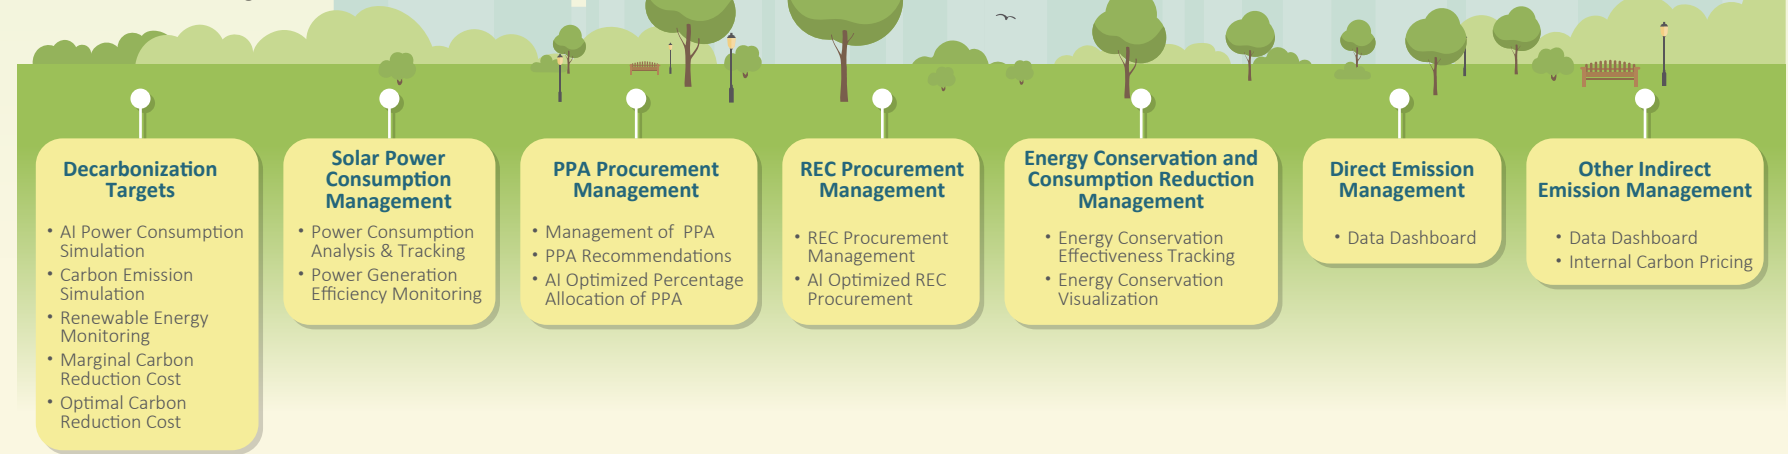 Decarbonization
Targets
• AI Power Consumption
Simulation
• Carbon Emission
Simulation
• Renewable Energy
Monitoring
• Marginal Carbon
Reduction Cost
• Optimal Carbon
Reduction Cost
Solar Power
Consumption
Management
• Power Consumption
Analysis & Tracking
• Power Generation
Efficiency Monitoring
PPA Procurement
Management
• Management of PPA
• PPA Recommendations
• AI Optimized Percentage
Allocation of PPA
REC Procurement
Management
• REC Procurement
Management
• AI Optimized REC
Procurement
Energy Conservation and
Consumption Reduction
Management
• Energy Conservation
Effectiveness Tracking
• Energy Conservation
Visualization
Direct Emission
Management
• Data Dashboard
Other Indirect
Emission Management
• Data Dashboard
• Internal Carbon Pricing